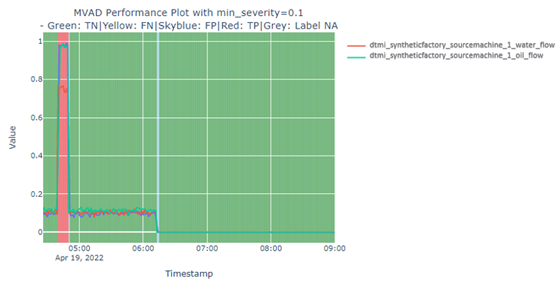 MVAD Performance Plot with min_severity=0.1
- Green: TN|Yellow: FN|Skyblue: FP|Red: TP|Grey: Label NA
dtmi_syntheticfactory_sourcemachine_1_water_flow
dtmi_syntheticfactory_sourcemachine_1_oil_flow
1
0.8
0.6
0.4
0.2
0
Value
05:00 06:00 07:00 08:00 09:00
Apr 19, 2022
Timestamp